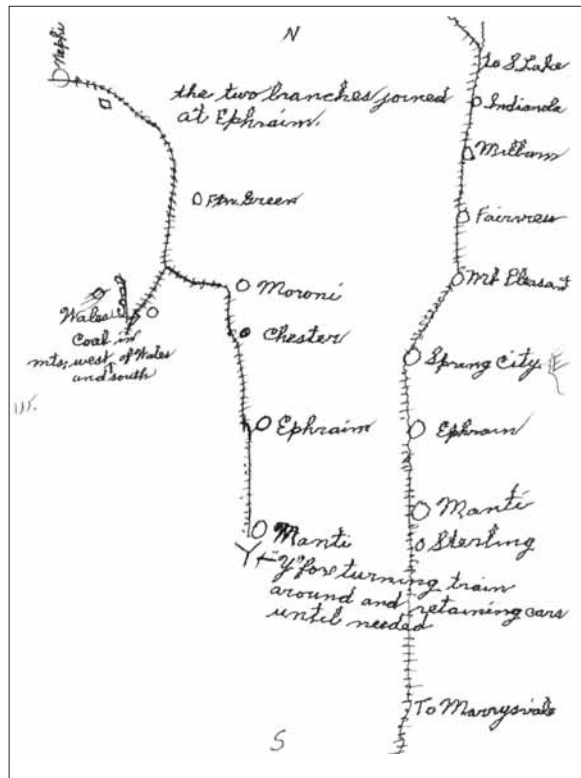 N
Nephi
to S Lake
the two branches joined
at Ephraim.
Indianola
Milburn
Ftn Green
Fairview
Mt Pleasant
Moroni
Wales
Coal
Coal in
mts, west of Wales
and south
Chester
Spring City
E
W.
Ephraim
Ephraim
Manti
Manti
Sterling
"Y" for turning train
around and retaining cars
until needed
To Marrysvale
S